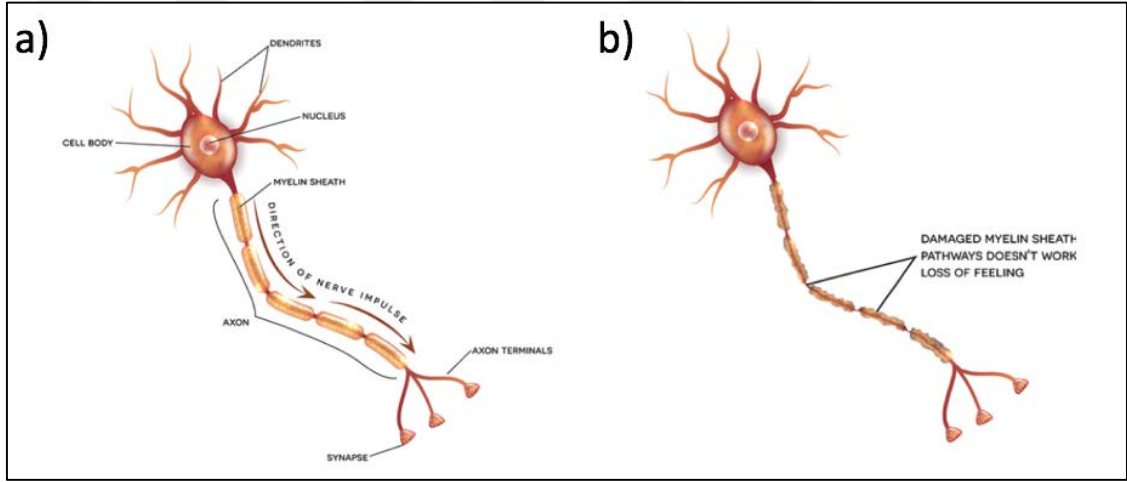 a)
DENDRITES
NUCLEUS
CELL BODY
MYELIN SHEATH
DIRECTION OF NERVE IMPULSE
AXON
AXON TERMINALS
SYNAPSE
b)
DAMAGED MYELIN SHEATH
PATHWAYS DOESN'T WORK
LOSS OF FEELING